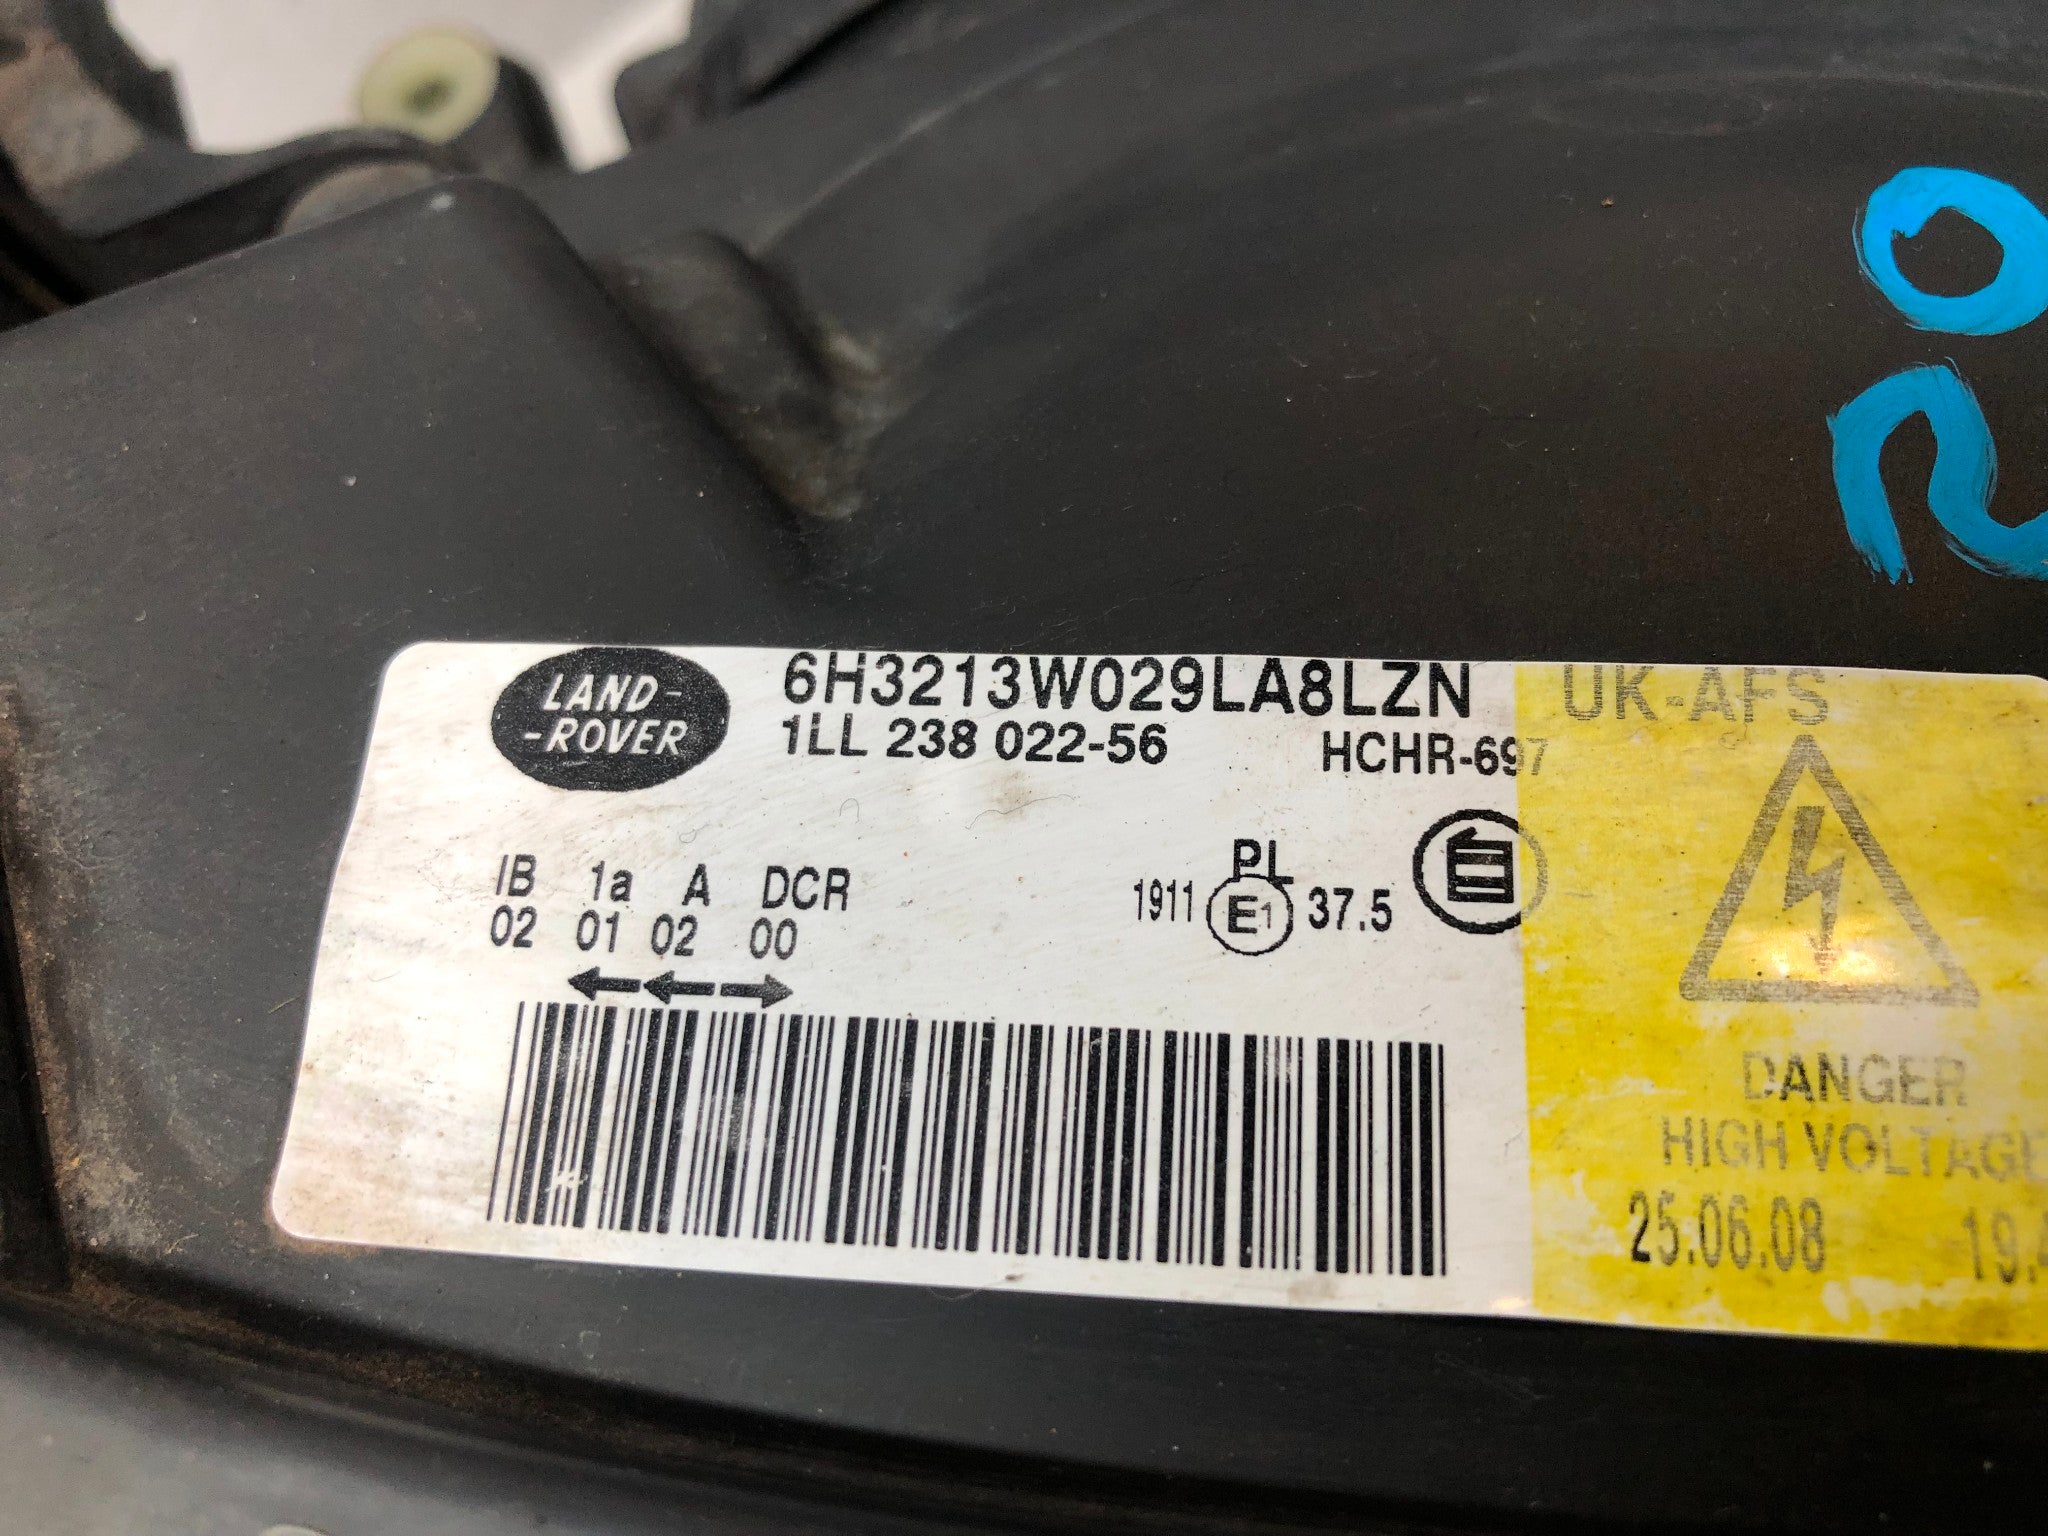 LAND-
-ROVER
6H3213W029LA8LZN
UK-AFS
1LL 238 022-56
HCHR-697
IB 1a A DCR
02 01 02 00
PL
1911 E1 37.5
DANGER
HIGH VOLTAGE
25.06.08